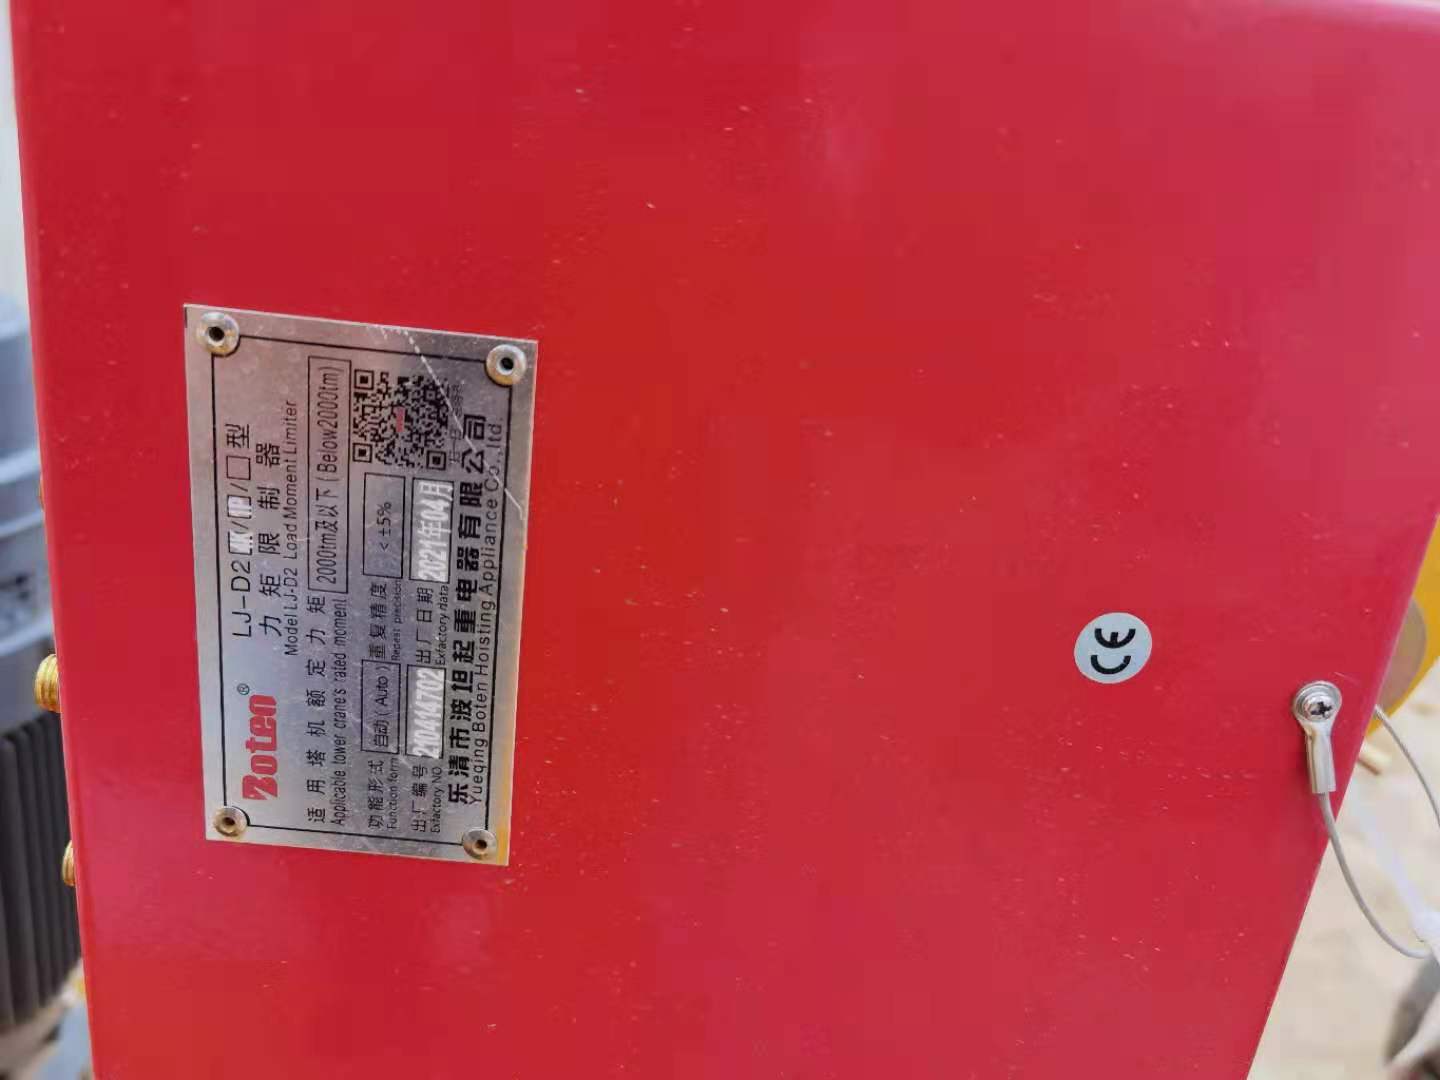 Boten®
LJ-D2 /IP/□型
力矩限制器
Model LJ-D2 Load Moment Limiter
适用塔机额定力矩 2000tm及以下(Below2000tm)
Applicable tower crane's rated moment
功能形式 自动(Auto) 重复精度 <±5%
Function form Repest precision
出厂编号 210414702 出厂日期 2021年04月
Exfactory NO. Exfactory data
乐清市波坦起重电器有限公司
Yueqing Boten Hoisting Appliance Co.,ltd.
CE